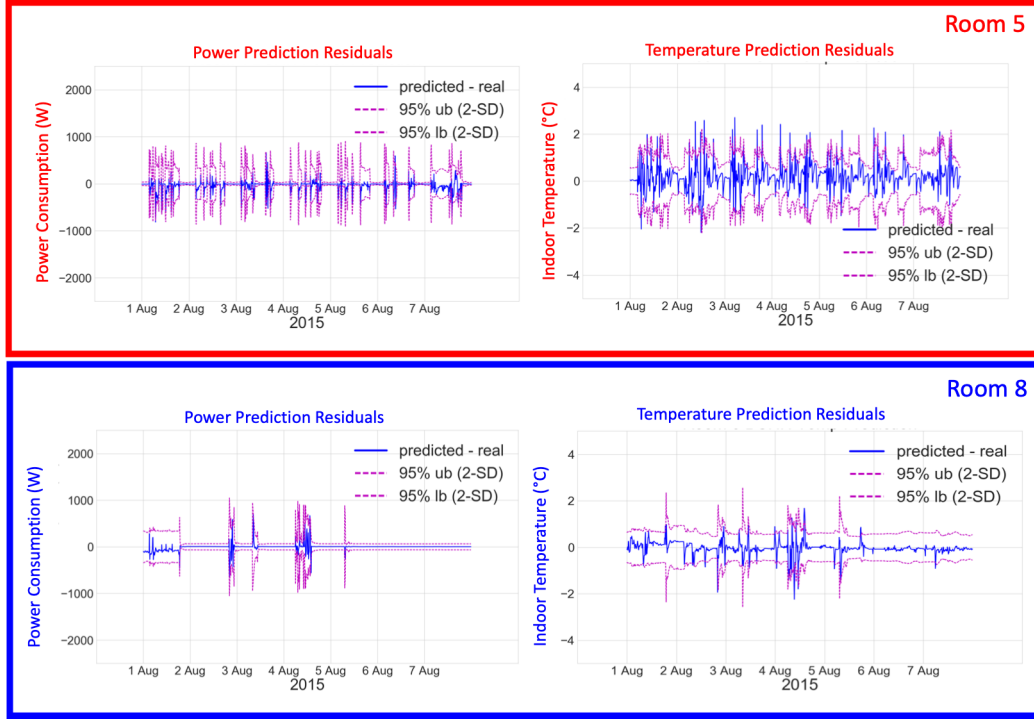 Room 5
Power Prediction Residuals
Temperature Prediction Residuals
Power Consumption (W)
2000
1000
0
−1000
−2000
predicted - real
95% ub (2-SD)
95% lb (2-SD)
1 Aug 2 Aug 3 Aug 4 Aug 5 Aug 6 Aug 7 Aug
2015
Indoor Temperature (°C)
4
2
0
−2
−4
predicted - real
95% ub (2-SD)
95% lb (2-SD)
1 Aug 2 Aug 3 Aug 4 Aug 5 Aug 6 Aug 7 Aug
2015
Room 8
Power Prediction Residuals
Temperature Prediction Residuals
Power Consumption (W)
2000
1000
0
−1000
−2000
predicted - real
95% ub (2-SD)
95% lb (2-SD)
1 Aug 2 Aug 3 Aug 4 Aug 5 Aug 6 Aug 7 Aug
2015
Indoor Temperature (°C)
4
2
0
−2
−4
predicted - real
95% ub (2-SD)
95% lb (2-SD)
1 Aug 2 Aug 3 Aug 4 Aug 5 Aug 6 Aug 7 Aug
2015